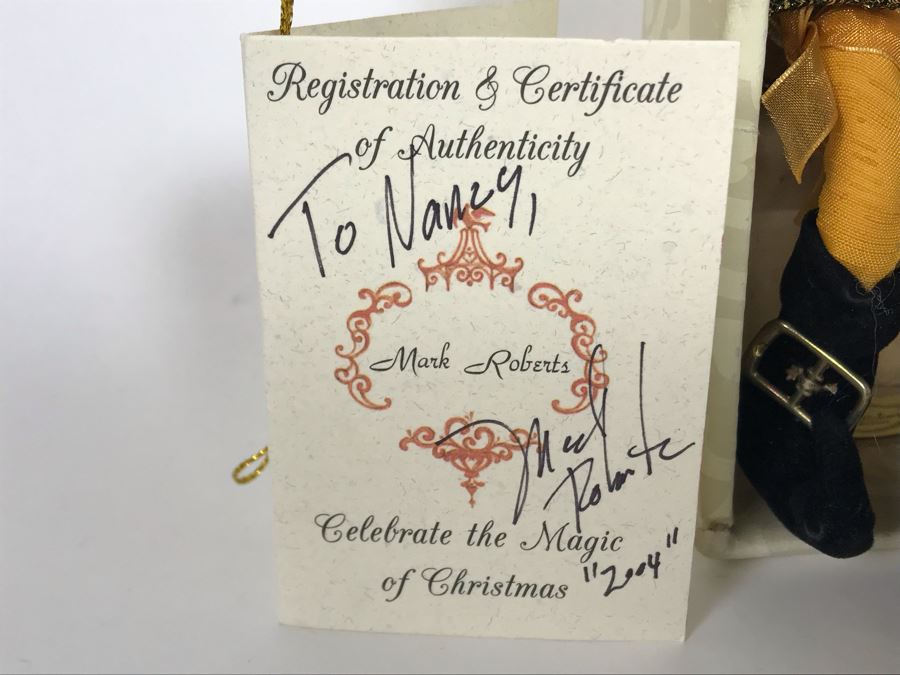 Registration & Certificate
of Authenticity
To Nancy,
Mark Roberts
Mark
Roberts
Celebrate the Magic
of Christmas
"2004"